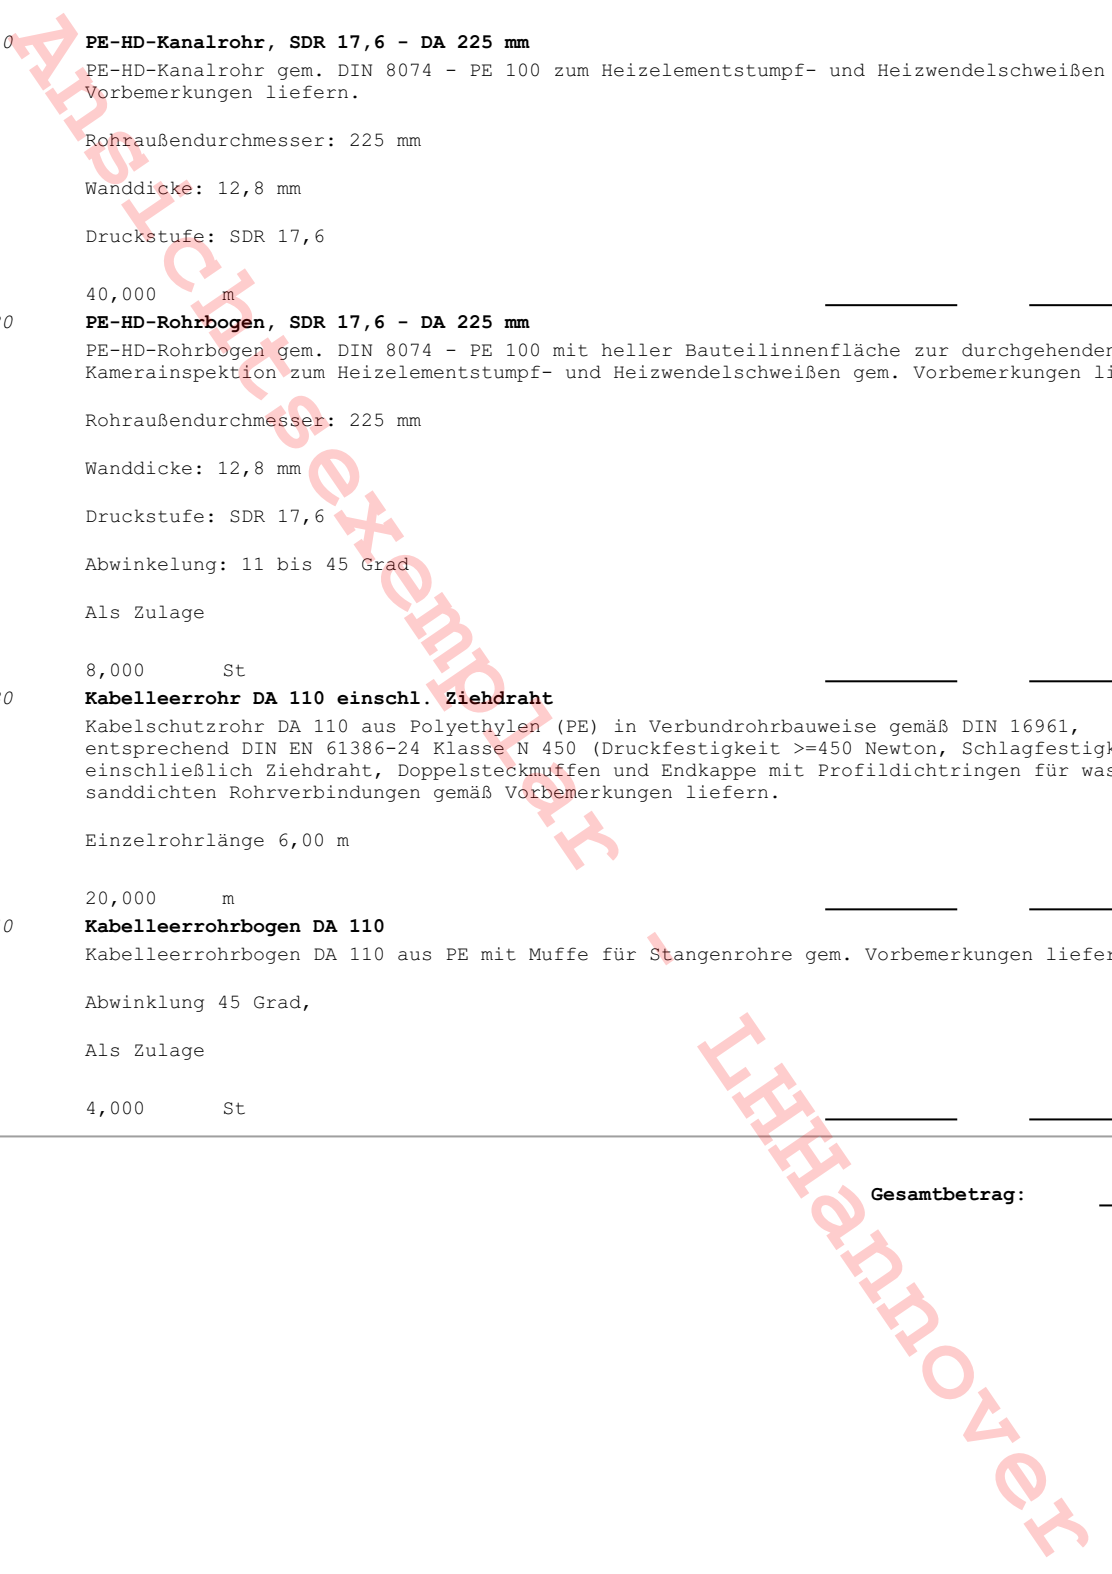 0 PE-HD-Kanalrohr, SDR 17,6 - DA 225 mm
PE-HD-Kanalrohr gem. DIN 8074 - PE 100 zum Heizelementstumpf- und Heizwendelschweißen
Vorbemerkungen liefern.
Rohraußendurchmesser: 225 mm
Wanddicke: 12,8 mm
Druckstufe: SDR 17,6
40,000 m
0 PE-HD-Rohrbogen, SDR 17,6 - DA 225 mm
PE-HD-Rohrbogen gem. DIN 8074 - PE 100 mit heller Bauteilinnenfläche zur durchgehenden
Kamerainspektion zum Heizelementstumpf- und Heizwendelschweißen gem. Vorbemerkungen li
Rohraußendurchmesser: 225 mm
Wanddicke: 12,8 mm
Druckstufe: SDR 17,6
Abwinkelung: 11 bis 45 Grad
Als Zulage
8,000 St
0 Kabelleerrohr DA 110 einschl. Ziehdraht
Kabelschutzrohr DA 110 aus Polyethylen (PE) in Verbundrohrbauweise gemäß DIN 16961,
entsprechend DIN EN 61386-24 Klasse N 450 (Druckfestigkeit >=450 Newton, Schlagfestigk
einschließlich Ziehdraht, Doppelsteckmuffen und Endkappe mit Profildichtringen für was
sanddichten Rohrverbindungen gemäß Vorbemerkungen liefern.
Einzelrohrlänge 6,00 m
20,000 m
0 Kabelleerrohrbogen DA 110
Kabelleerrohrbogen DA 110 aus PE mit Muffe für Stangenrohre gem. Vorbemerkungen liefer
Abwinklung 45 Grad,
Als Zulage
4,000 St
Gesamtbetrag:
Ansichtsexemplar - LHHannover